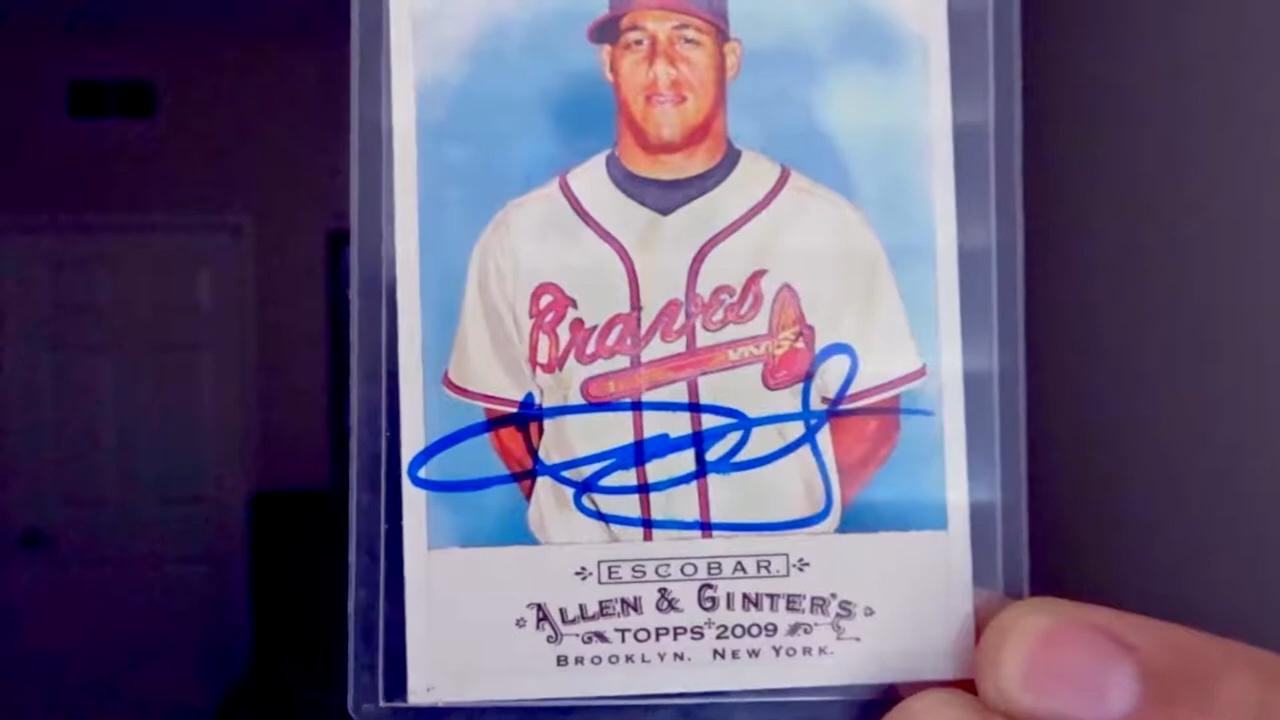 Braves
ESCOBAR.
ALLEN & GINTER'S
TOPPS 2009
BROOKLYN. NEW YORK.